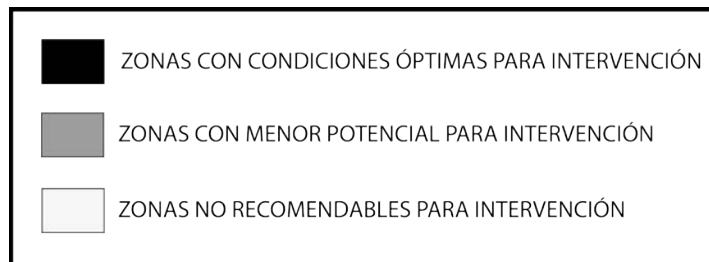 ZONAS CON CONDICIONES ÓPTIMAS PARA INTERVENCIÓN
ZONAS CON MENOR POTENCIAL PARA INTERVENCIÓN
ZONAS NO RECOMENDABLES PARA INTERVENCIÓN